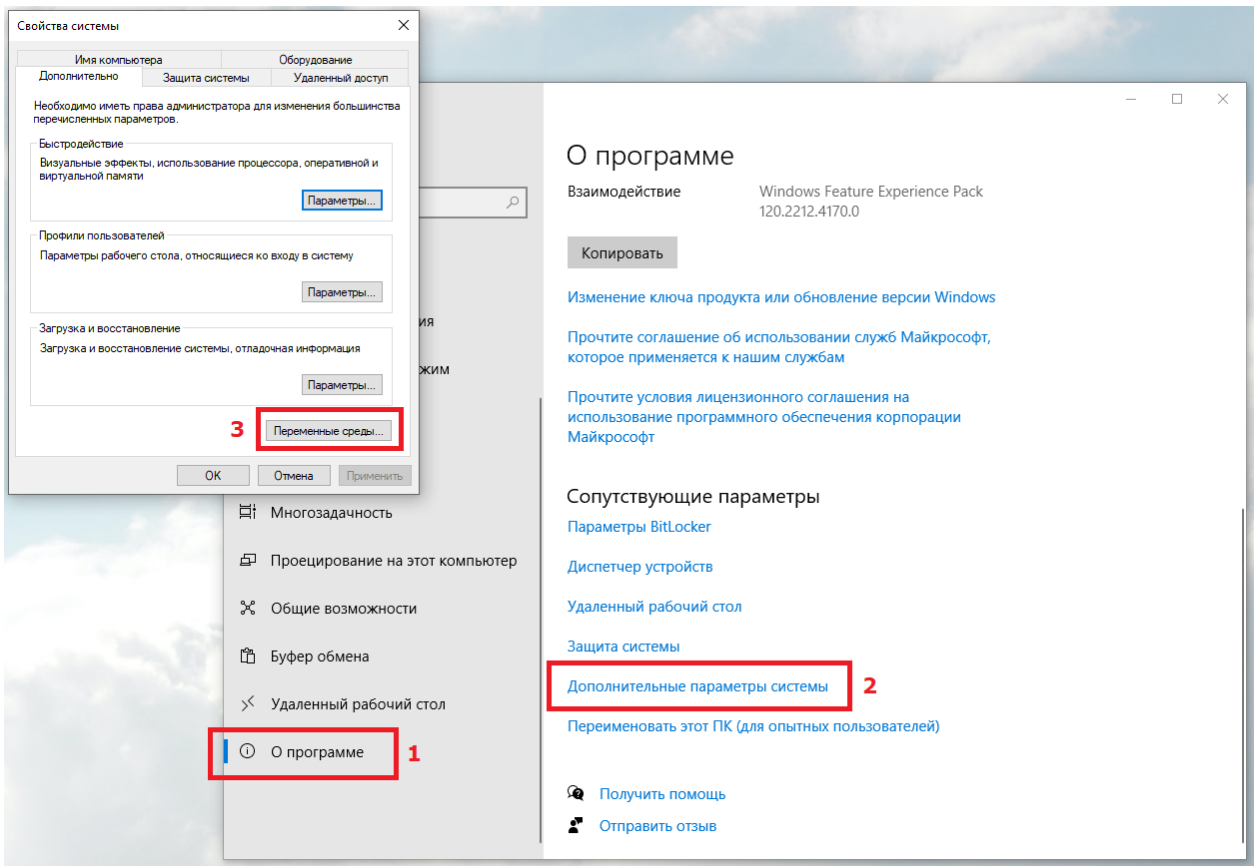 Свойства системы
Имя компьютера
Оборудование
Дополнительно
Защита системы
Удаленный доступ
Необходимо иметь права администратора для изменения большинства
перечисленных параметров.
Быстродействие
Визуальные эффекты, использование процессора, оперативной и
виртуальной памяти
Параметры...
Профили пользователей
Параметры рабочего стола, относящиеся ко входу в систему
Параметры...
Загрузка и восстановление
Загрузка и восстановление системы, отладочная информация
Параметры...
3
Переменные среды...
OK
Отмена
Применить
ия
жим
Многозадачность
Проецирование на этот компьютер
Общие возможности
Буфер обмена
Удаленный рабочий стол
О программе
1
О программе
Взаимодействие
Windows Feature Experience Pack
120.2212.4170.0
Копировать
Изменение ключа продукта или обновление версии Windows
Прочтите соглашение об использовании служб Майкрософт,
которое применяется к нашим службам
Прочтите условия лицензионного соглашения на
использование программного обеспечения корпорации
Майкрософт
Сопутствующие параметры
Параметры BitLocker
Диспетчер устройств
Удаленный рабочий стол
Защита системы
Дополнительные параметры системы
2
Переименовать этот ПК (для опытных пользователей)
Получить помощь
Отправить отзыв